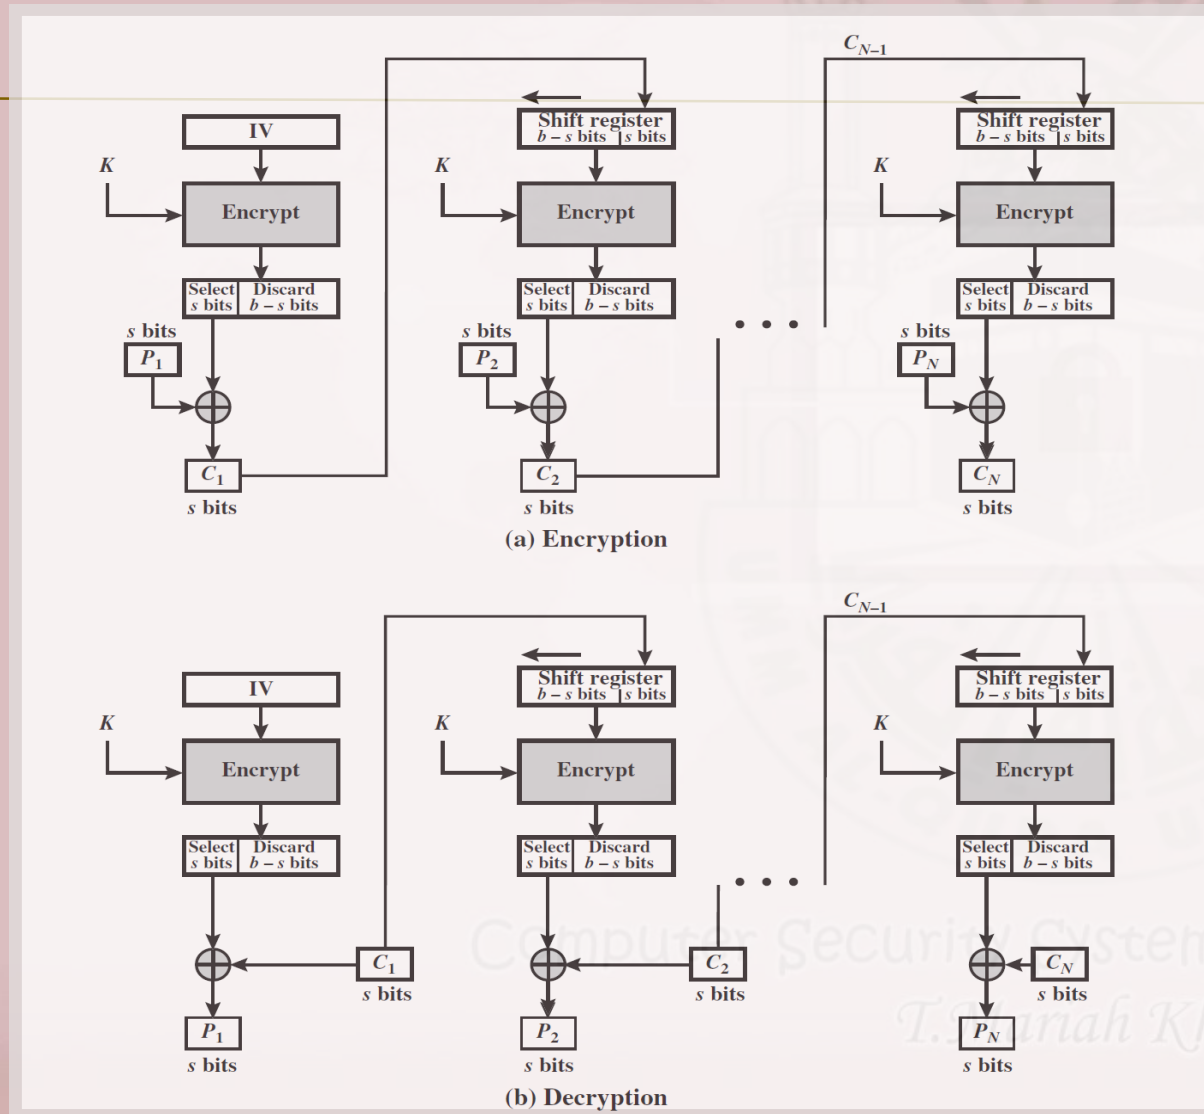 C_{N-1}
IV
Shift register
b – s bits | s bits
Shift register
b – s bits | s bits
K
K
K
Encrypt
Encrypt
Encrypt
Select
s bits
Discard
b – s bits
Select
s bits
Discard
b – s bits
Select
s bits
Discard
b – s bits
s bits
P_1
s bits
P_2
• • •
s bits
P_N
C_1
s bits
C_2
s bits
C_N
s bits
(a) Encryption
C_{N-1}
IV
Shift register
b – s bits | s bits
Shift register
b – s bits | s bits
K
K
K
Encrypt
Encrypt
Encrypt
Select
s bits
Discard
b – s bits
Select
s bits
Discard
b – s bits
Select
s bits
Discard
b – s bits
• • •
C_1
s bits
C_2
s bits
C_N
s bits
P_1
s bits
P_2
s bits
P_N
s bits
(b) Decryption
Computer Security System
T.Mariah Kh